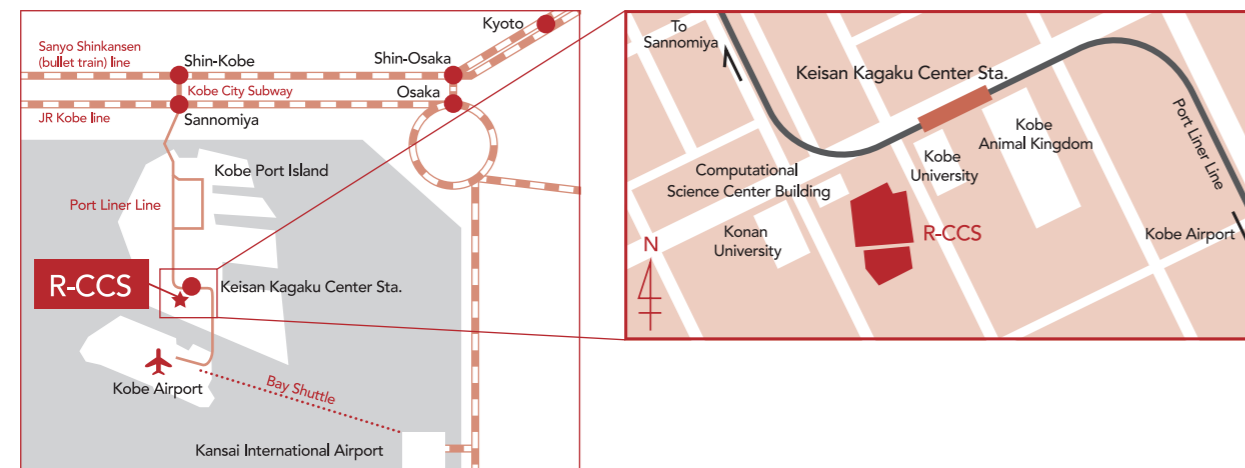 Kyoto
Sanyo Shinkansen
(bullet train) line
Shin-Kobe
Shin-Osaka
Kobe City Subway
Osaka
JR Kobe line
Sannomiya
Kobe Port Island
Port Liner Line
R-CCS
Keisan Kagaku Center Sta.
Kobe Airport
Bay Shuttle
Kansai International Airport
To
Sannomiya
Keisan Kagaku Center Sta.
Kobe
Animal Kingdom
Port Liner Line
Kobe
University
Computational
Science Center Building
Konan
University
R-CCS
Kobe Airport
N